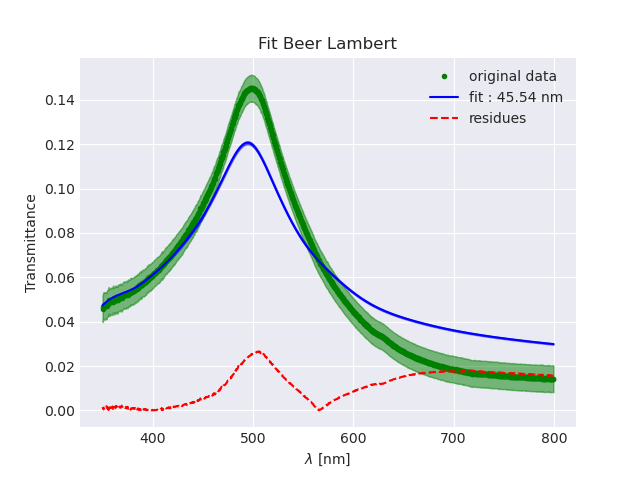 Fit Beer Lambert
original data
fit : 45.54 nm
residues
Transmittance
0.14
0.12
0.10
0.08
0.06
0.04
0.02
0.00
400 500 600 700 800
λ [nm]